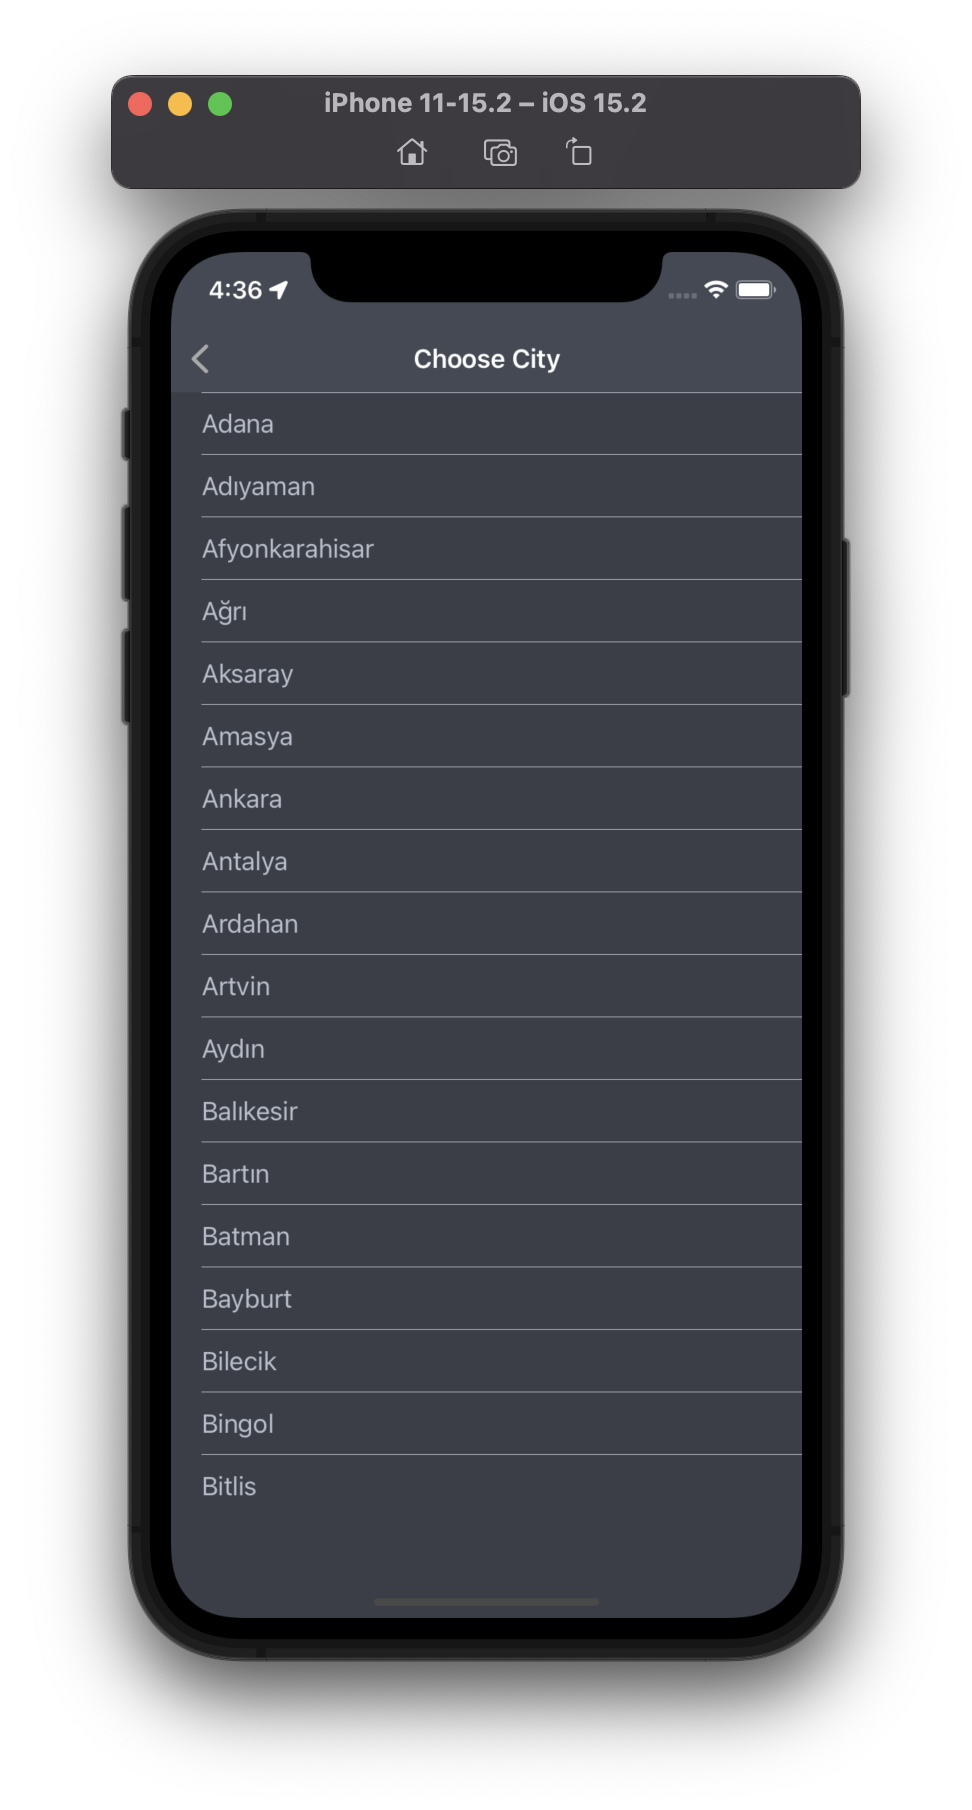 iPhone 11-15.2 – iOS 15.2
4:36
Choose City
Adana
Adıyaman
Afyonkarahisar
Ağrı
Aksaray
Amasya
Ankara
Antalya
Ardahan
Artvin
Aydın
Balıkesir
Bartın
Batman
Bayburt
Bilecik
Bingol
Bitlis